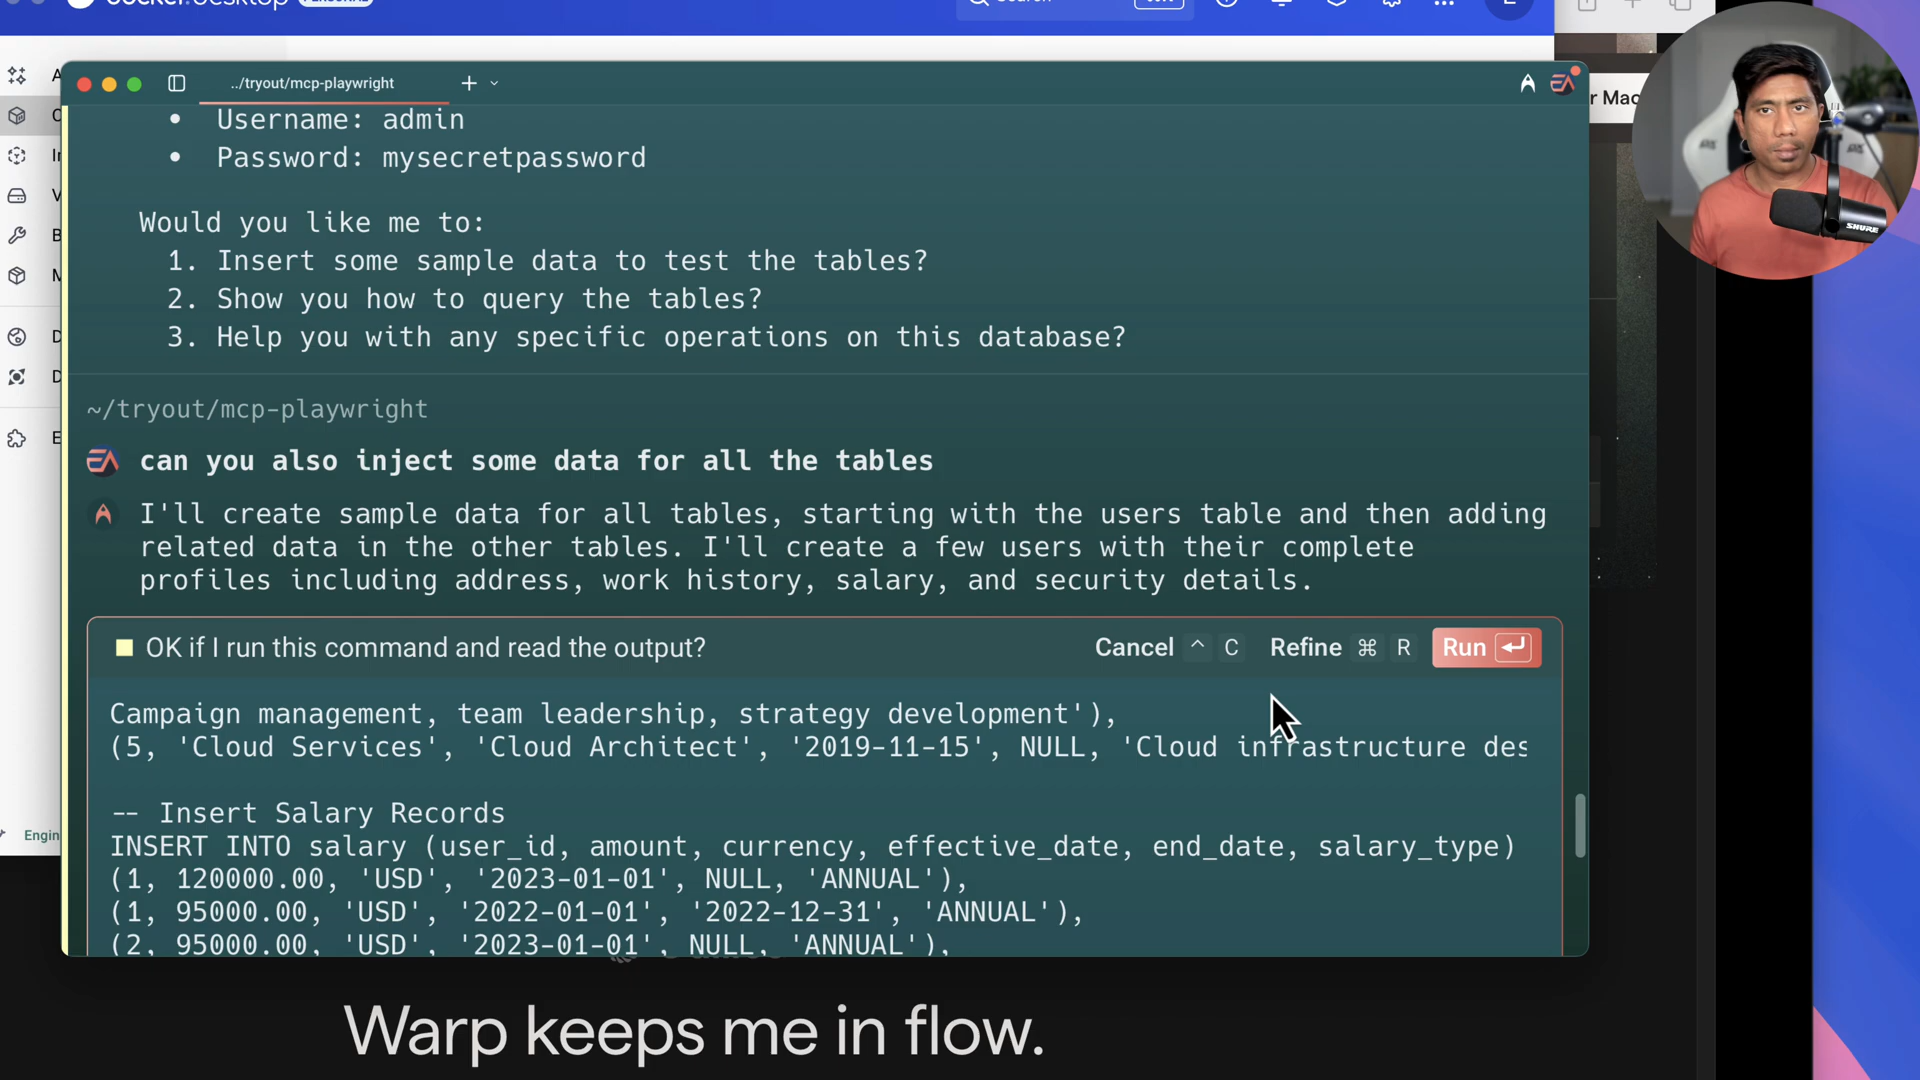 docker.desktop PERSONAL
Search
../tryout/mcp-playwright
r Mac
• Username: admin
• Password: mysecretpassword
Would you like me to:
1. Insert some sample data to test the tables?
2. Show you how to query the tables?
3. Help you with any specific operations on this database?
~/tryout/mcp-playwright
EA can you also inject some data for all the tables
I'll create sample data for all tables, starting with the users table and then adding
related data in the other tables. I'll create a few users with their complete
profiles including address, work history, salary, and security details.
OK if I run this command and read the output? Cancel ^ C Refine ⌘ R Run
Campaign management, team leadership, strategy development'),
(5, 'Cloud Services', 'Cloud Architect', '2019-11-15', NULL, 'Cloud infrastructure des
-- Insert Salary Records
INSERT INTO salary (user_id, amount, currency, effective_date, end_date, salary_type)
(1, 120000.00, 'USD', '2023-01-01', NULL, 'ANNUAL'),
(1, 95000.00, 'USD', '2022-01-01', '2022-12-31', 'ANNUAL'),
(2, 95000.00, 'USD', '2023-01-01', NULL, 'ANNUAL'),
Engin
Warp keeps me in flow.
SHURE